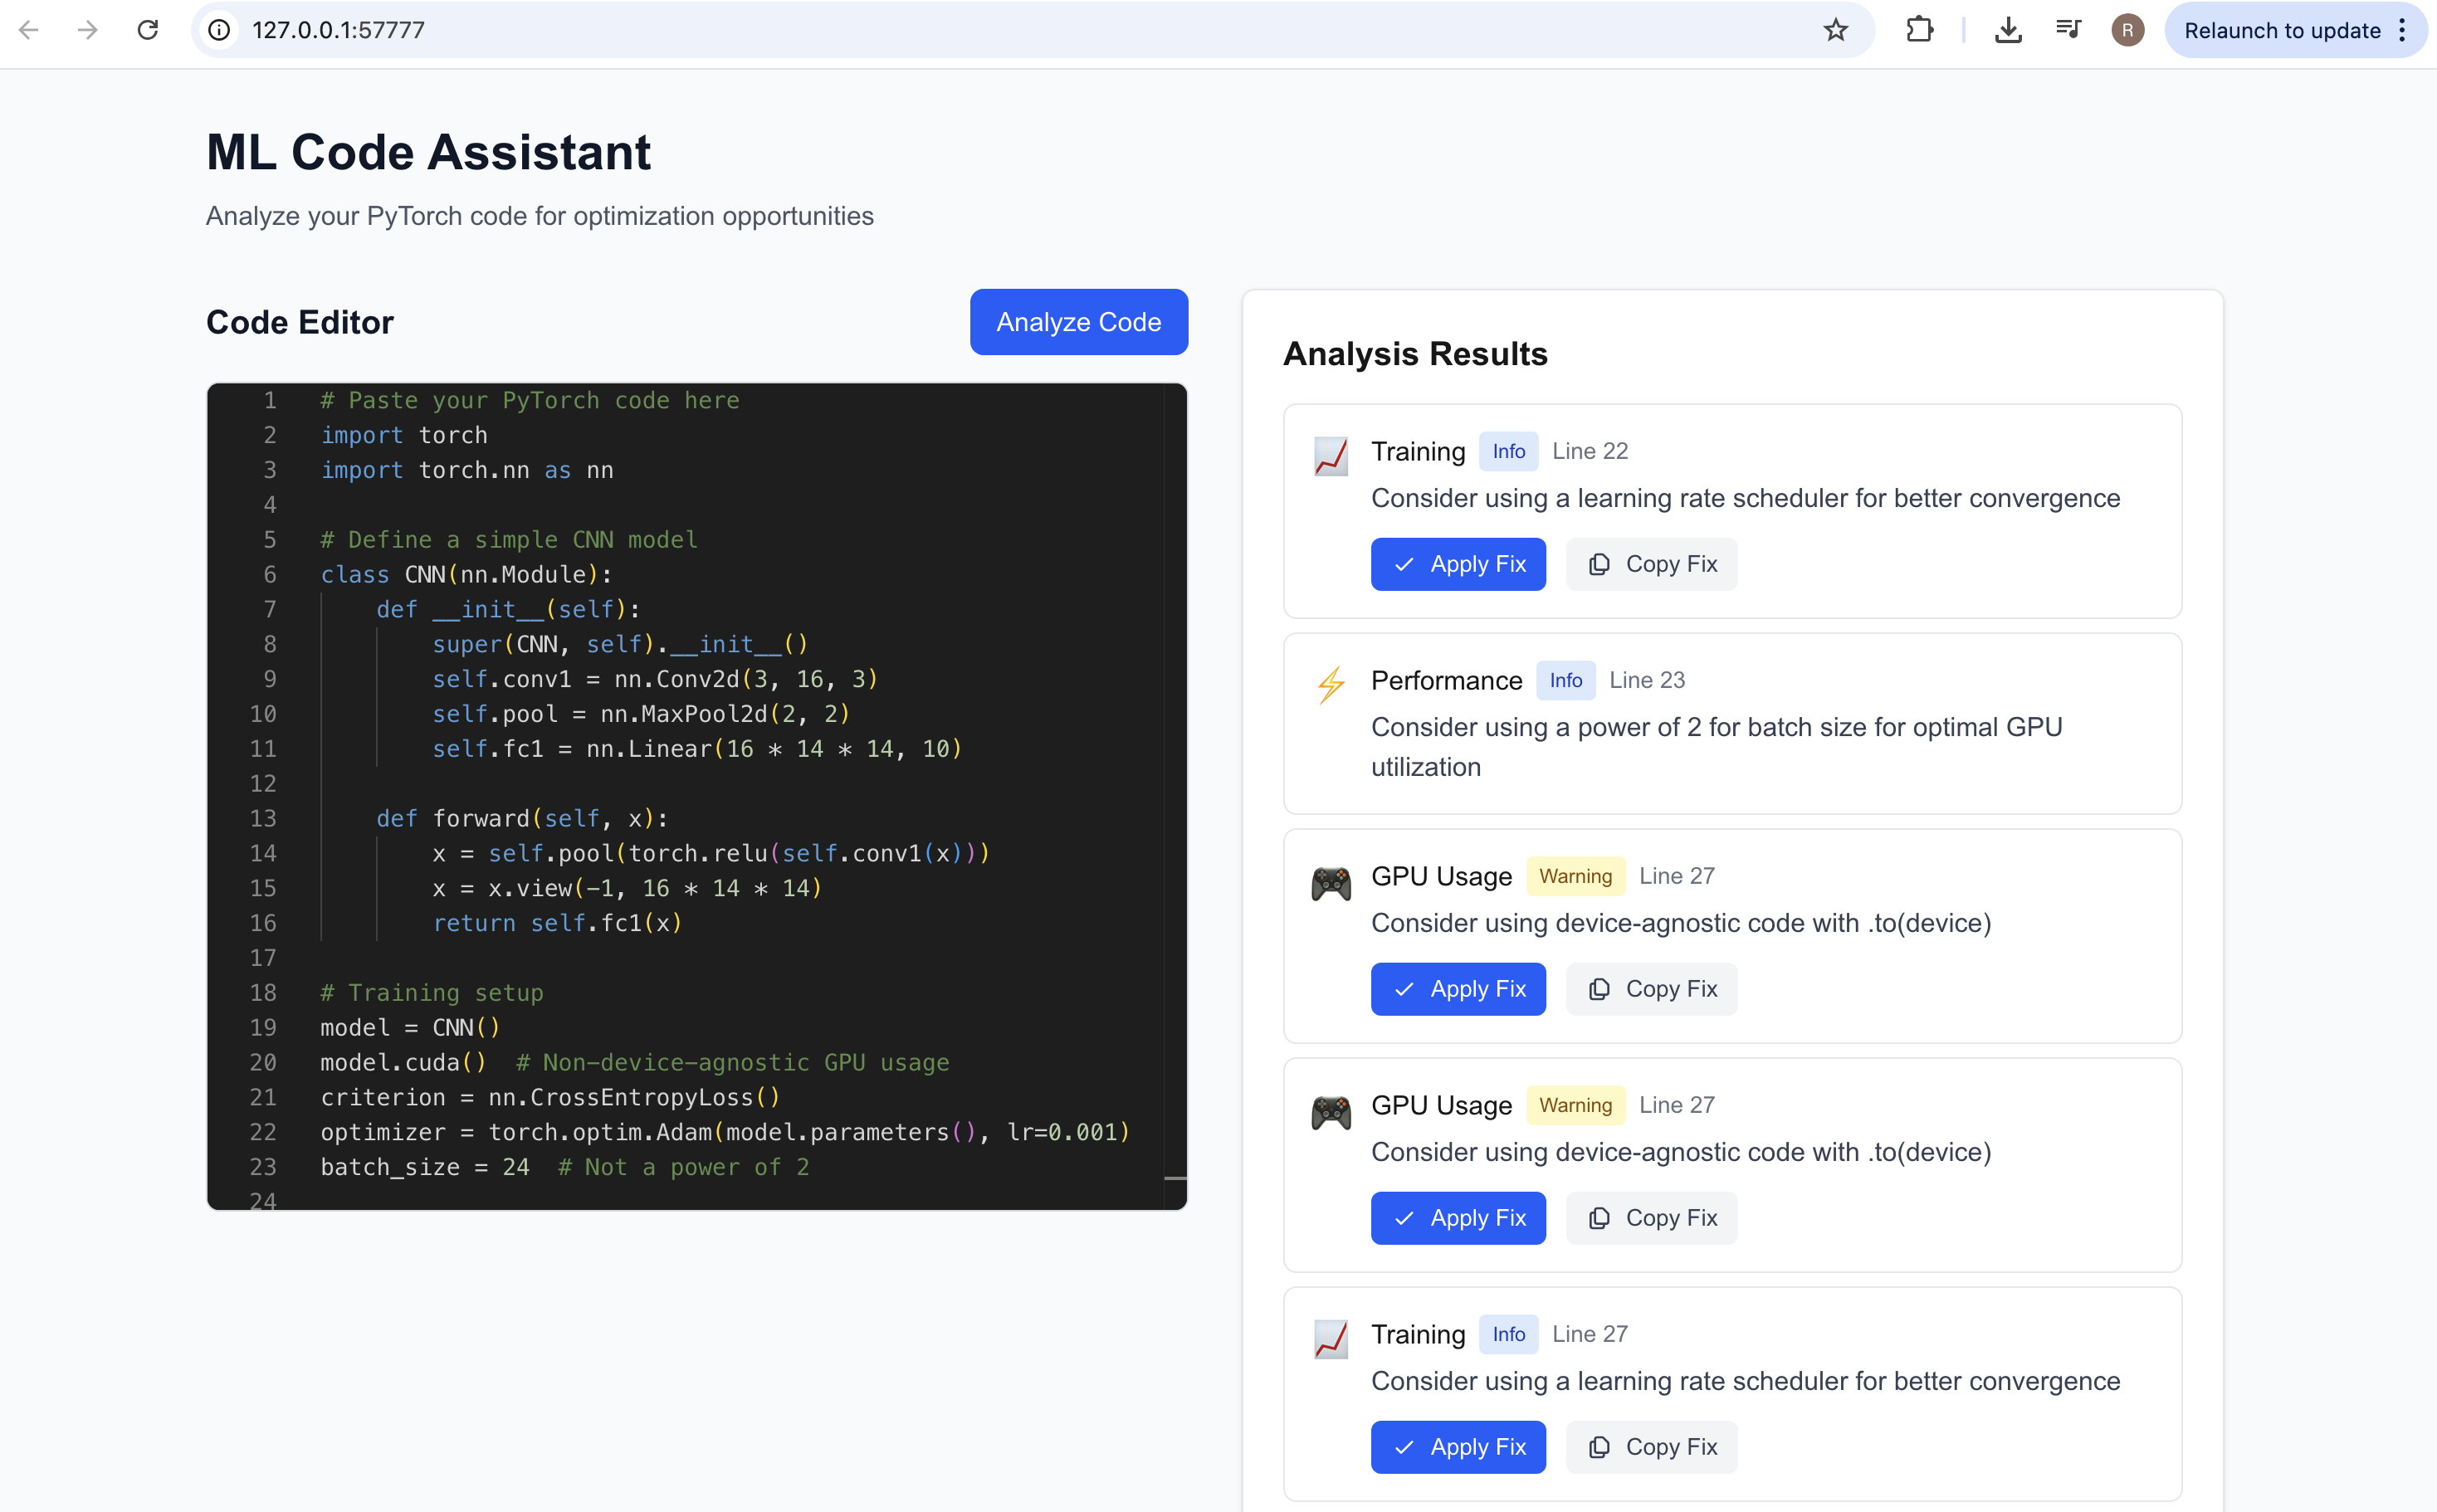 127.0.0.1:57777
R
Relaunch to update
ML Code Assistant
Analyze your PyTorch code for optimization opportunities
Code Editor
Analyze Code
1 # Paste your PyTorch code here
2 import torch
3 import torch.nn as nn
4
5 # Define a simple CNN model
6 class CNN(nn.Module):
7     def __init__(self):
8         super(CNN, self).__init__()
9         self.conv1 = nn.Conv2d(3, 16, 3)
10         self.pool = nn.MaxPool2d(2, 2)
11         self.fc1 = nn.Linear(16 * 14 * 14, 10)
12
13     def forward(self, x):
14         x = self.pool(torch.relu(self.conv1(x)))
15         x = x.view(-1, 16 * 14 * 14)
16         return self.fc1(x)
17
18 # Training setup
19 model = CNN()
20 model.cuda()  # Non-device-agnostic GPU usage
21 criterion = nn.CrossEntropyLoss()
22 optimizer = torch.optim.Adam(model.parameters(), lr=0.001)
23 batch_size = 24  # Not a power of 2
24
Analysis Results
Training Info Line 22
Consider using a learning rate scheduler for better convergence
Apply Fix Copy Fix
Performance Info Line 23
Consider using a power of 2 for batch size for optimal GPU
utilization
GPU Usage Warning Line 27
Consider using device-agnostic code with .to(device)
Apply Fix Copy Fix
GPU Usage Warning Line 27
Consider using device-agnostic code with .to(device)
Apply Fix Copy Fix
Training Info Line 27
Consider using a learning rate scheduler for better convergence
Apply Fix Copy Fix